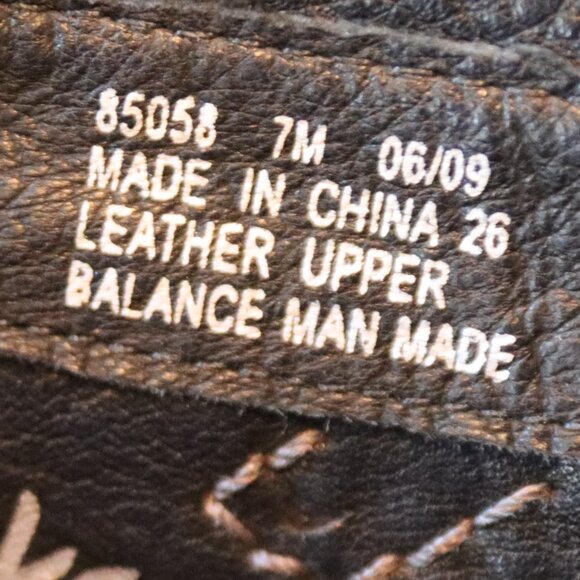 85058 7M 06/09
MADE IN CHINA 26
LEATHER UPPER
BALANCE MAN MADE